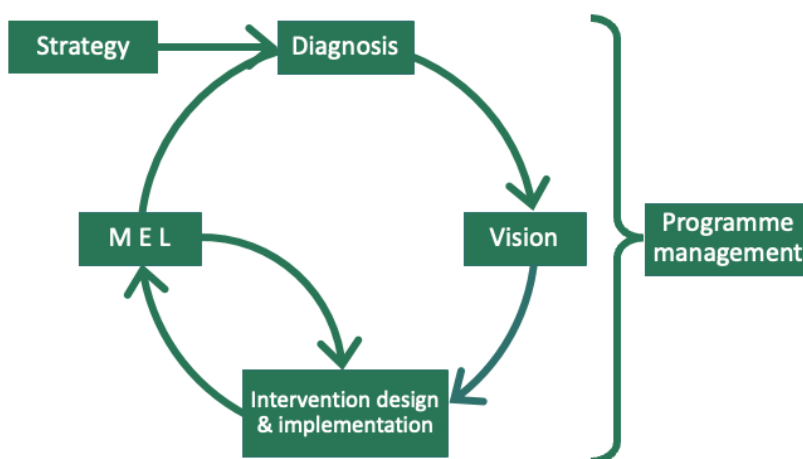 Strategy
Diagnosis
M E L
Vision
Programme
management
Intervention design
& implementation